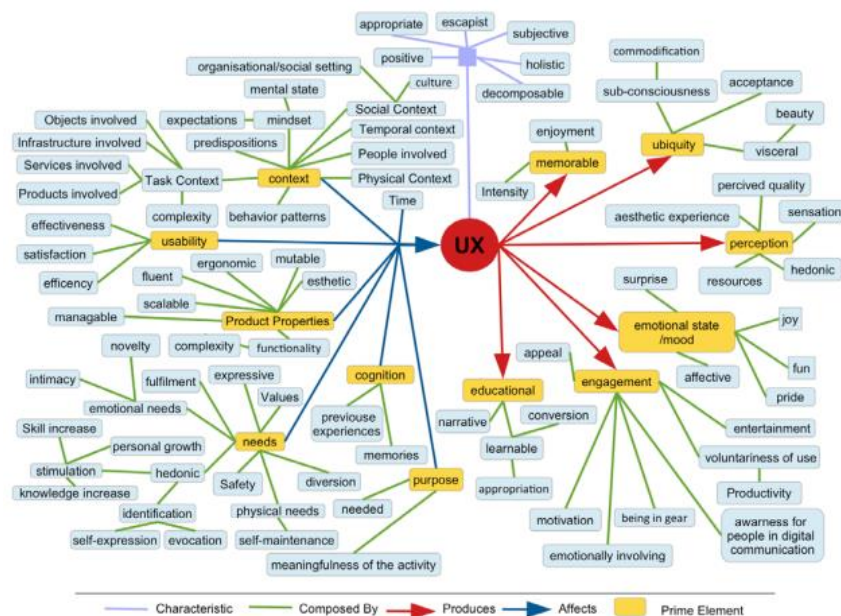 appropriate
escapist
subjective
positive
holistic
decomposable
organisational/social setting
mental state
culture
Social Context
expectations
mindset
Temporal context
predispositions
People involved
Objects involved
Infrastructure involved
Services involved
Products involved
Task Context
context
Physical Context
complexity
behavior patterns
Time
enjoyment
memorable
Intensity
commodification
sub-consciousness
acceptance
beauty
ubiquity
visceral
percived quality
aesthetic experience
sensation
perception
hedonic
resources
effectiveness
usability
satisfaction
efficency
UX
ergonomic
mutable
fluent
esthetic
scalable
managable
Product Properties
complexity
functionality
surprise
emotional state
/mood
joy
fun
affective
pride
novelty
expressive
intimacy
fulfilment
Values
emotional needs
Skill increase
personal growth
needs
stimulation
hedonic
knowledge increase
Safety
diversion
identification
physical needs
self-expression
evocation
self-maintenance
cognition
previouse
experiences
memories
purpose
needed
meaningfulness of the activity
educational
narrative
conversion
learnable
appropriation
appeal
engagement
entertainment
voluntariness of use
Productivity
motivation
being in gear
emotionally involving
awarness for
people in digital
communication
Characteristic
Composed By
Produces
Affects
Prime Element